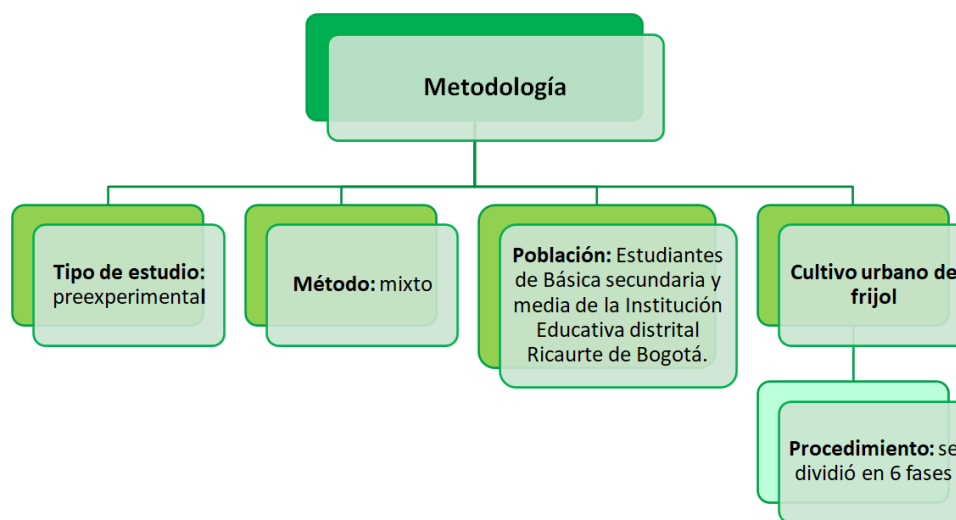 Metodología
Tipo de estudio:
preexperimental
Método: mixto
Población: Estudiantes
de Básica secundaria y
media de la Institución
Educativa distrital
Ricaurte de Bogotá.
Cultivo urbano de
frijol
Procedimiento: se
dividió en 6 fases